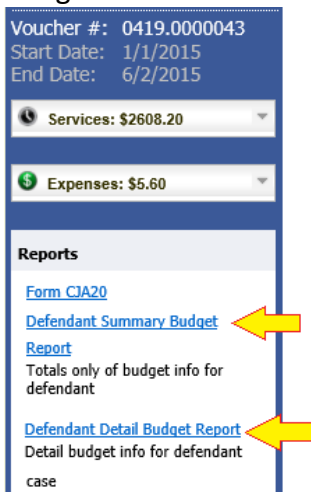 Voucher #: 0419.0000043
Start Date: 1/1/2015
End Date: 6/2/2015
Services: $2608.20
Expenses: $5.60
Reports
Form CJA20
Defendant Summary Budget
Report
Totals only of budget info for
defendant
Defendant Detail Budget Report
Detail budget info for defendant
case